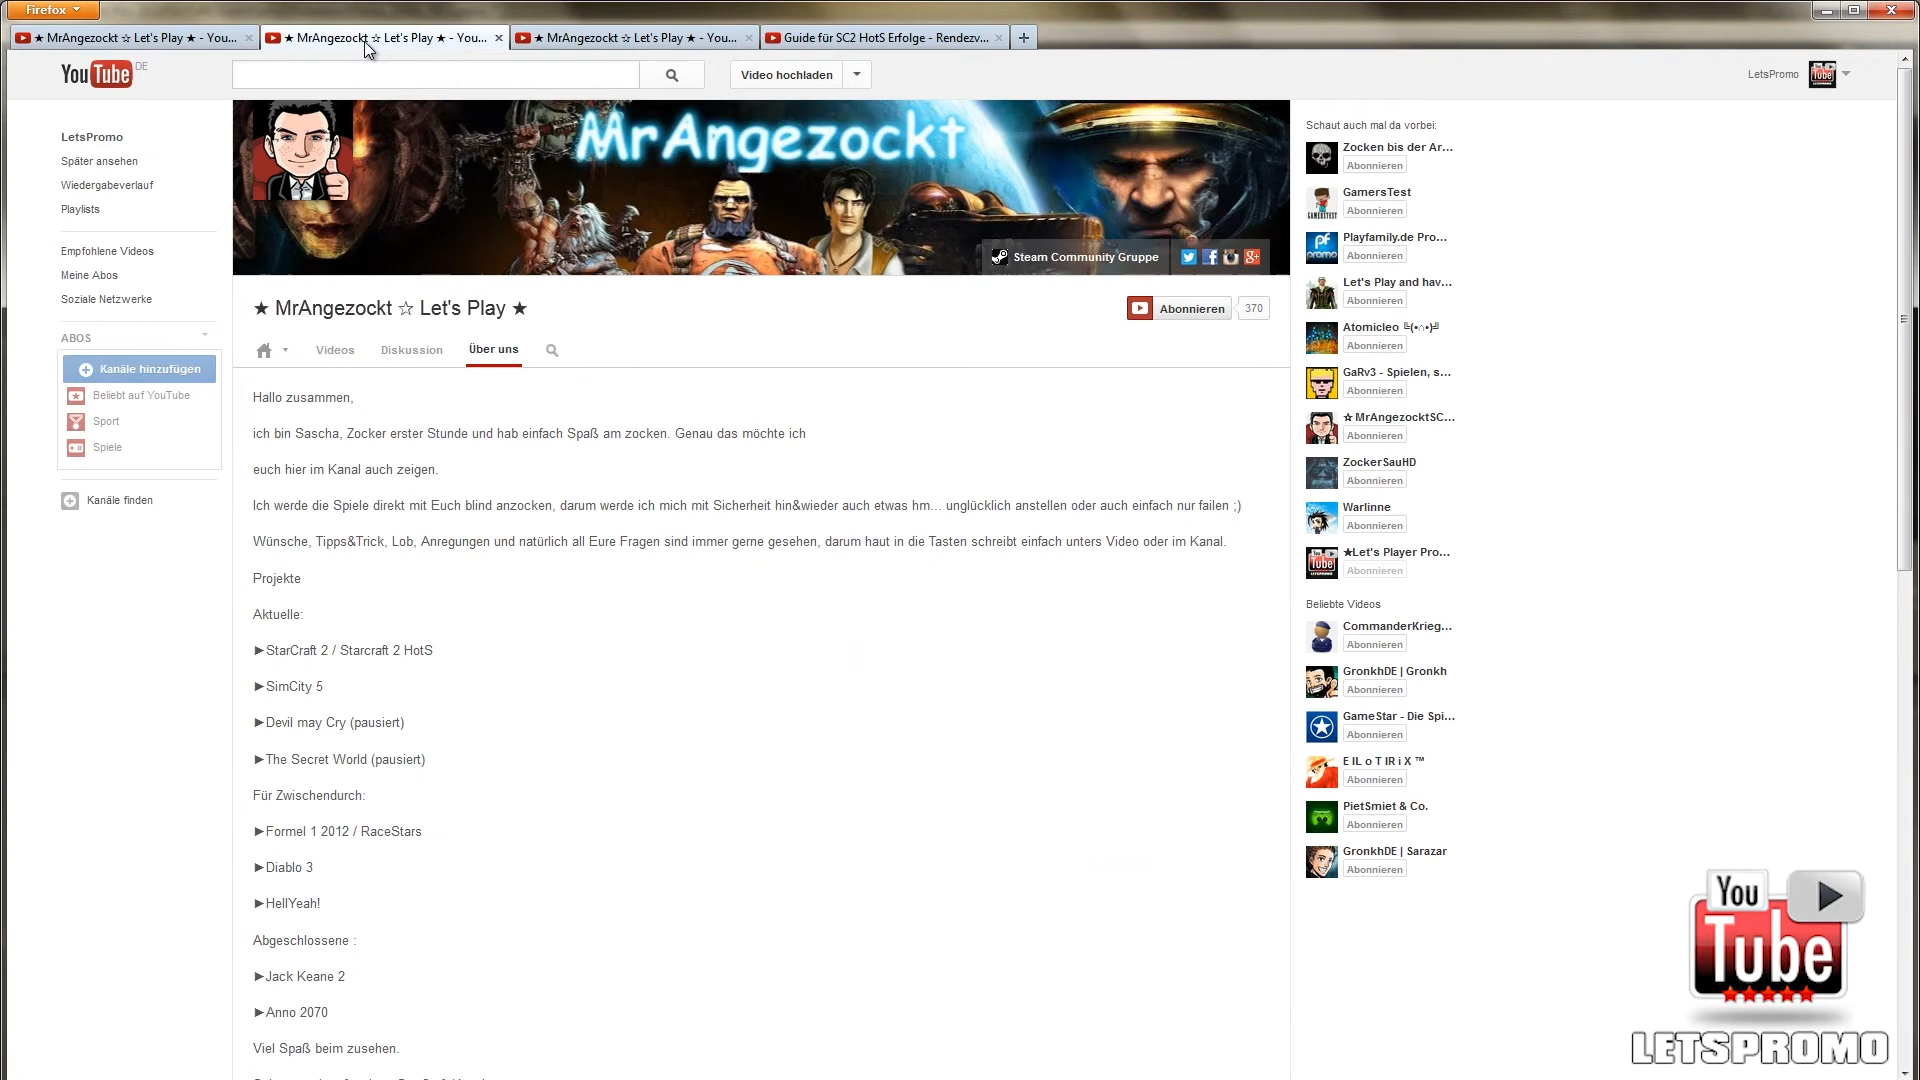 Firefox
★ MrAngezockt ☆ Let's Play ★ - You...
★ MrAngezockt ☆ Let's Play ★ - You...
★ MrAngezockt ☆ Let's Play ★ - You...
Guide für SC2 HotS Erfolge - Rendezv...
YouTube DE
Video hochladen
LetsPromo
LetsPromo
Später ansehen
Wiedergabeverlauf
Playlists
Empfohlene Videos
Meine Abos
Soziale Netzwerke
ABOS
Kanäle hinzufügen
Beliebt auf YouTube
Sport
Spiele
Kanäle finden
MrAngezockt
Steam Community Gruppe
★ MrAngezockt ☆ Let's Play ★
Abonnieren 370
Videos Diskussion Über uns
Hallo zusammen,
ich bin Sascha, Zocker erster Stunde und hab einfach Spaß am zocken. Genau das möchte ich
euch hier im Kanal auch zeigen.
Ich werde die Spiele direkt mit Euch blind anzocken, darum werde ich mich mit Sicherheit hin&wieder auch etwas hm... unglücklich anstellen oder auch einfach nur failen ;)
Wünsche, Tipps&Trick, Lob, Anregungen und natürlich all Eure Fragen sind immer gerne gesehen, darum haut in die Tasten schreibt einfach unters Video oder im Kanal.
Projekte
Aktuelle:
►StarCraft 2 / Starcraft 2 HotS
►SimCity 5
►Devil may Cry (pausiert)
►The Secret World (pausiert)
Für Zwischendurch:
►Formel 1 2012 / RaceStars
►Diablo 3
►HellYeah!
Abgeschlossene :
►Jack Keane 2
►Anno 2070
Viel Spaß beim zusehen.
Schaut auch mal da vorbei:
Zocken bis der Ar...
Abonnieren
GamersTest
Abonnieren
Playfamily.de Pro...
Abonnieren
Let's Play and hav...
Abonnieren
Atomicleo ╚(•∩•)╝
Abonnieren
GaRv3 - Spielen, s...
Abonnieren
☆ MrAngezocktSC...
Abonnieren
ZockerSauHD
Abonnieren
Warlinne
Abonnieren
★Let's Player Pro...
Abonnieren
Beliebte Videos
CommanderKrieg...
Abonnieren
GronkhDE | Gronkh
Abonnieren
GameStar - Die Spi...
Abonnieren
E IL o T IR i X ™
Abonnieren
PietSmiet & Co.
Abonnieren
GronkhDE | Sarazar
Abonnieren
You
Tube
LETSPROMO